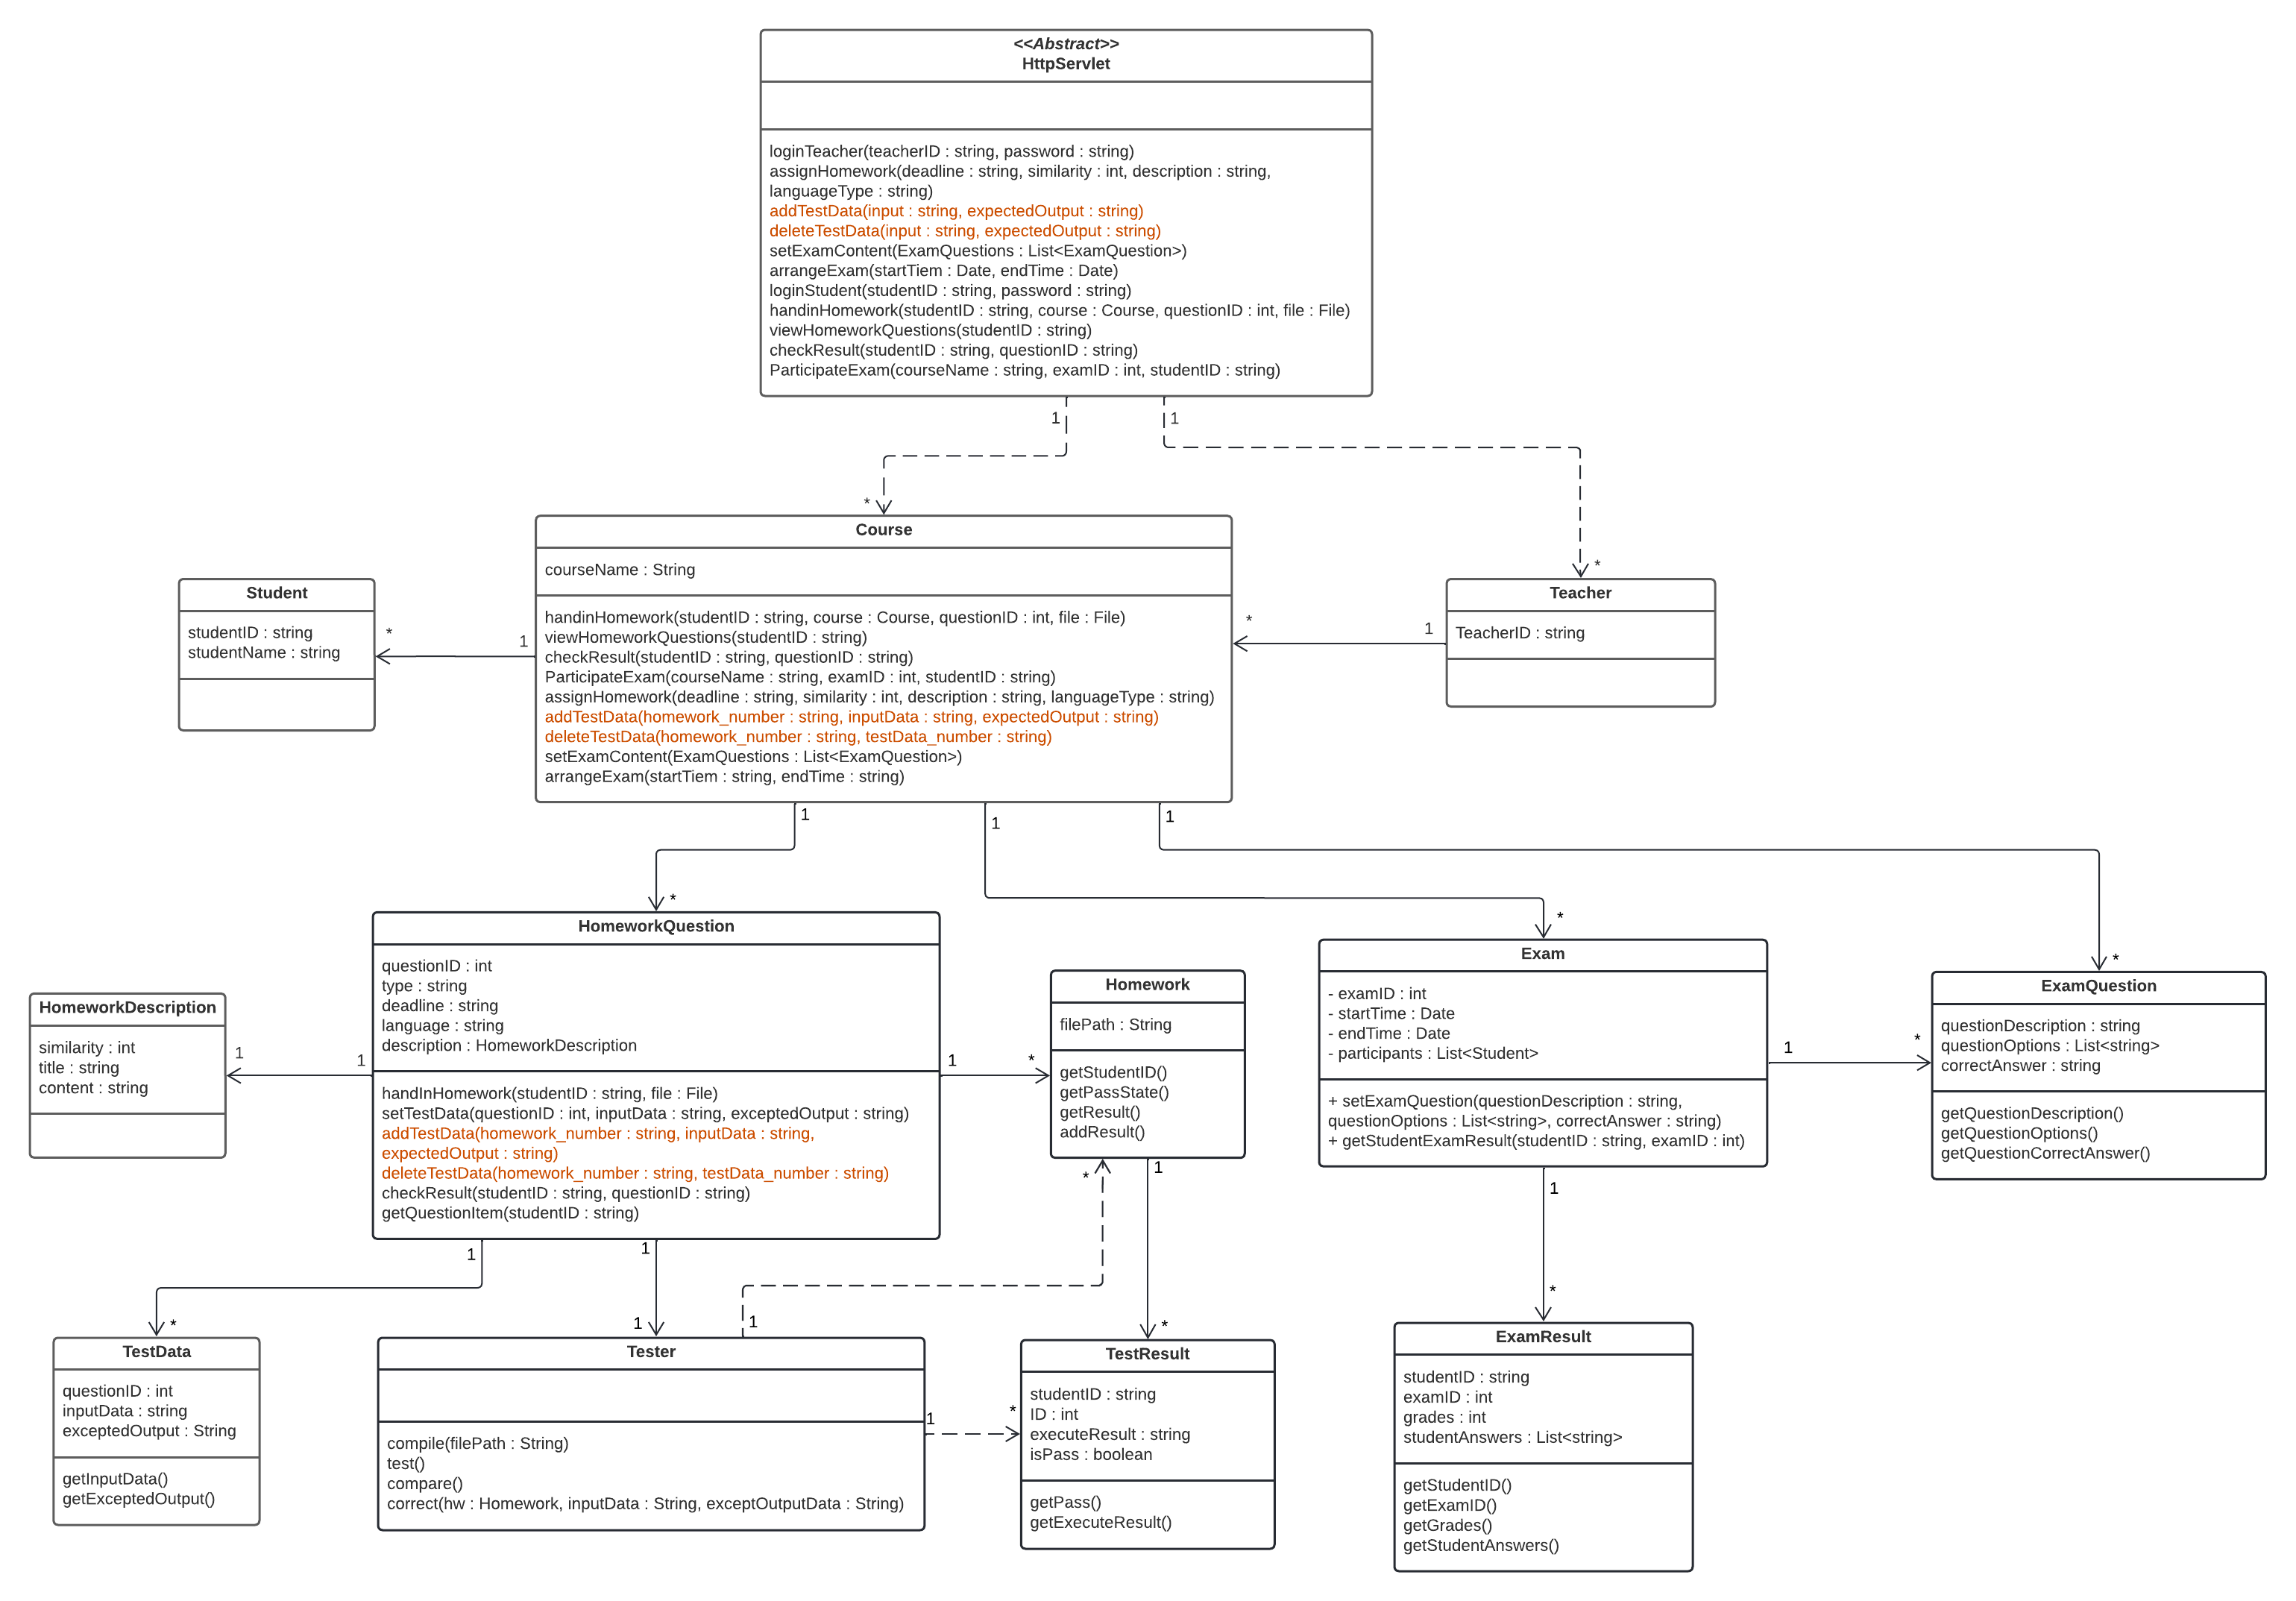 <<Abstract>>
HttpServlet
loginTeacher(teacherID : string, password : string)
assignHomework(deadline : string, similarity : int, description : string,
languageType : string)
addTestData(input : string, expectedOutput : string)
deleteTestData(input : string, expectedOutput : string)
setExamContent(ExamQuestions : List<ExamQuestion>)
arrangeExam(startTiem : Date, endTime : Date)
loginStudent(studentID : string, password : string)
handinHomework(studentID : string, course : Course, questionID : int, file : File)
viewHomeworkQuestions(studentID : string)
checkResult(studentID : string, questionID : string)
ParticipateExam(courseName : string, examID : int, studentID : string)
1
1
*
*
Course
courseName : String
handinHomework(studentID : string, course : Course, questionID : int, file : File)
viewHomeworkQuestions(studentID : string)
checkResult(studentID : string, questionID : string)
ParticipateExam(courseName : string, examID : int, studentID : string)
assignHomework(deadline : string, similarity : int, description : string, languageType : string)
addTestData(homework_number : string, inputData : string, expectedOutput : string)
deleteTestData(homework_number : string, testData_number : string)
setExamContent(ExamQuestions : List<ExamQuestion>)
arrangeExam(startTiem : string, endTime : string)
Student
studentID : string
studentName : string
*
1
Teacher
TeacherID : string
*
1
1
1
1
*
*
*
HomeworkQuestion
questionID : int
type : string
deadline : string
language : string
description : HomeworkDescription
handInHomework(studentID : string, file : File)
setTestData(questionID : int, inputData : string, exceptedOutput : string)
addTestData(homework_number : string, inputData : string,
expectedOutput : string)
deleteTestData(homework_number : string, testData_number : string)
checkResult(studentID : string, questionID : string)
getQuestionItem(studentID : string)
HomeworkDescription
similarity : int
title : string
content : string
1
1
1
*
Homework
filePath : String
getStudentID()
getPassState()
getResult()
addResult()
Exam
- examID : int
- startTime : Date
- endTime : Date
- participants : List<Student>
+ setExamQuestion(questionDescription : string,
questionOptions : List<string>, correctAnswer : string)
+ getStudentExamResult(studentID : string, examID : int)
1
*
ExamQuestion
questionDescription : string
questionOptions : List<string>
correctAnswer : string
getQuestionDescription()
getQuestionOptions()
getQuestionCorrectAnswer()
1
1
*
1
1
*
1
1
*
1
*
TestData
questionID : int
inputData : string
exceptedOutput : String
getInputData()
getExceptedOutput()
Tester
compile(filePath : String)
test()
compare()
correct(hw : Homework, inputData : String, exceptOutputData : String)
1
*
TestResult
studentID : string
ID : int
executeResult : string
isPass : boolean
getPass()
getExecuteResult()
ExamResult
studentID : string
examID : int
grades : int
studentAnswers : List<string>
getStudentID()
getExamID()
getGrades()
getStudentAnswers()